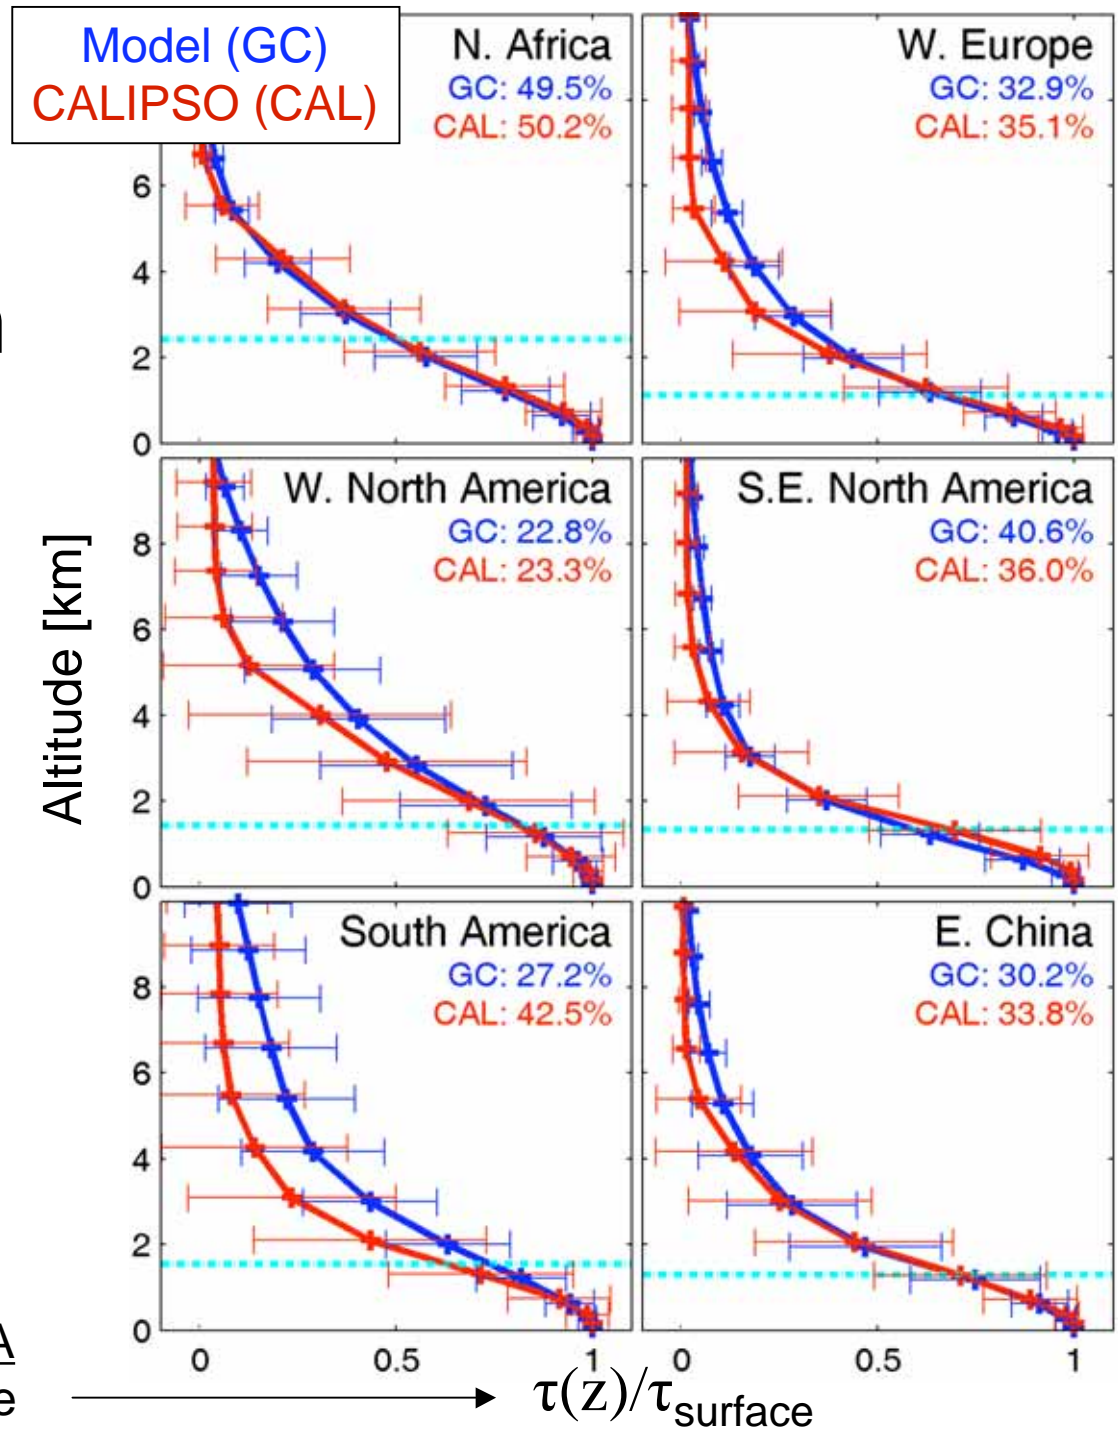 Model (GC)
CALIPSO (CAL)
N. Africa
GC: 49.5%
CAL: 50.2%
W. Europe
GC: 32.9%
CAL: 35.1%
6
4
2
0
W. North America
GC: 22.8%
CAL: 23.3%
S.E. North America
GC: 40.6%
CAL: 36.0%
8
6
4
2
0
Altitude [km]
South America
GC: 27.2%
CAL: 42.5%
E. China
GC: 30.2%
CAL: 33.8%
8
6
4
2
0
0 0.5 1 0 0.5 1
τ(z)/τsurface